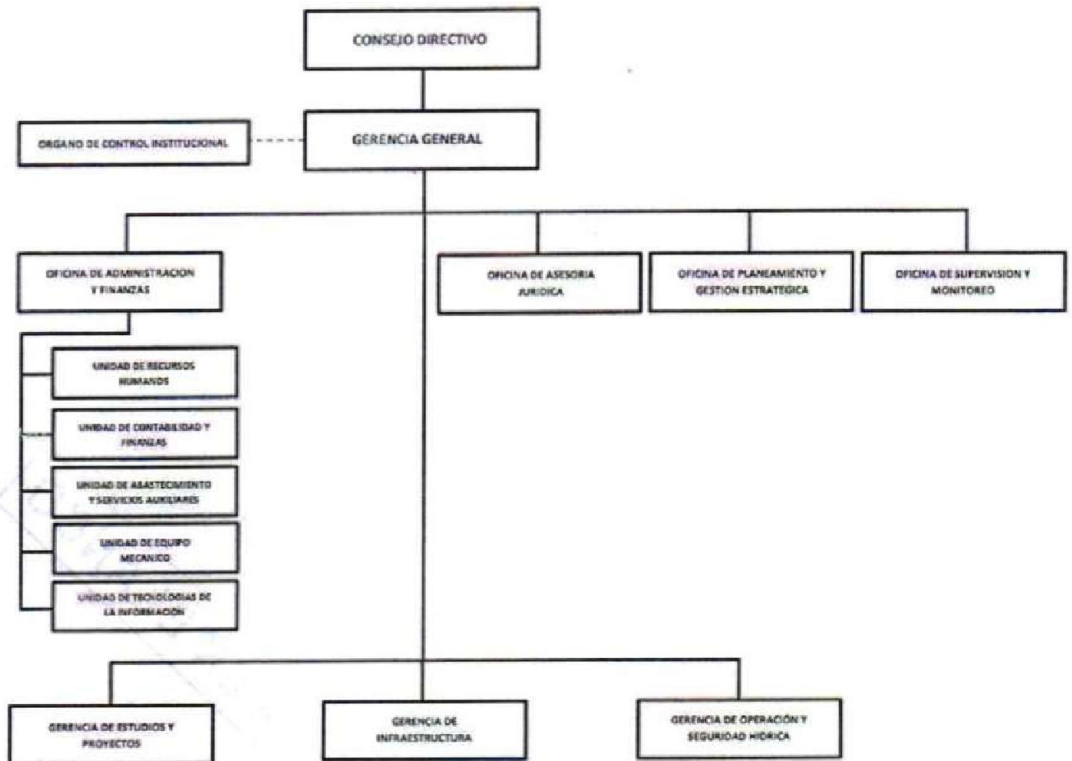 CONSEJO DIRECTIVO
ORGANO DE CONTROL INSTITUCIONAL
GERENCIA GENERAL
OFICINA DE ADMINISTRACION
Y FINANZAS
OFICINA DE ASESORIA
JURIDICA
OFICINA DE PLANEAMIENTO Y
GESTION ESTRATEGICA
OFICINA DE SUPERVISION Y
MONITOREO
UNIDAD DE RECURSOS
HUMANOS
UNIDAD DE CONTABILIDAD Y
FINANZAS
UNIDAD DE ABASTECIMIENTO
Y SERVICIOS AUXILIARES
UNIDAD DE EQUIPO
MECANICO
UNIDAD DE TECNOLOGIAS DE
LA INFORMACIÓN
GERENCIA DE ESTUDIOS Y
PROYECTOS
GERENCIA DE
INFRAESTRUCTURA
GERENCIA DE OPERACIÓN Y
SEGURIDAD HIDRICA